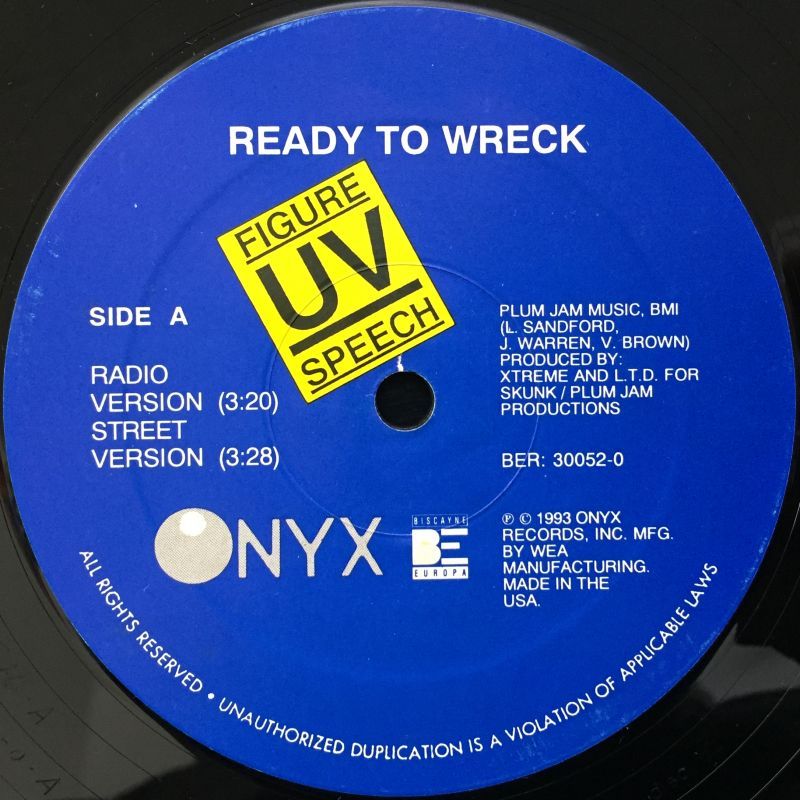 READY TO WRECK
FIGURE
UV
SPEECH
SIDE A
RADIO
VERSION (3:20)
STREET
VERSION (3:28)
PLUM JAM MUSIC, BMI
(L. SANDFORD,
J. WARREN, V. BROWN)
PRODUCED BY:
XTREME AND L.T.D. FOR
SKUNK / PLUM JAM
PRODUCTIONS
BER: 30052-0
ONYX
BISCAYNE
BE
EUROPA
℗ © 1993 ONYX
RECORDS, INC. MFG.
BY WEA
MANUFACTURING.
MADE IN THE
USA.
ALL RIGHTS RESERVED • UNAUTHORIZED DUPLICATION IS A VIOLATION OF APPLICABLE LAWS